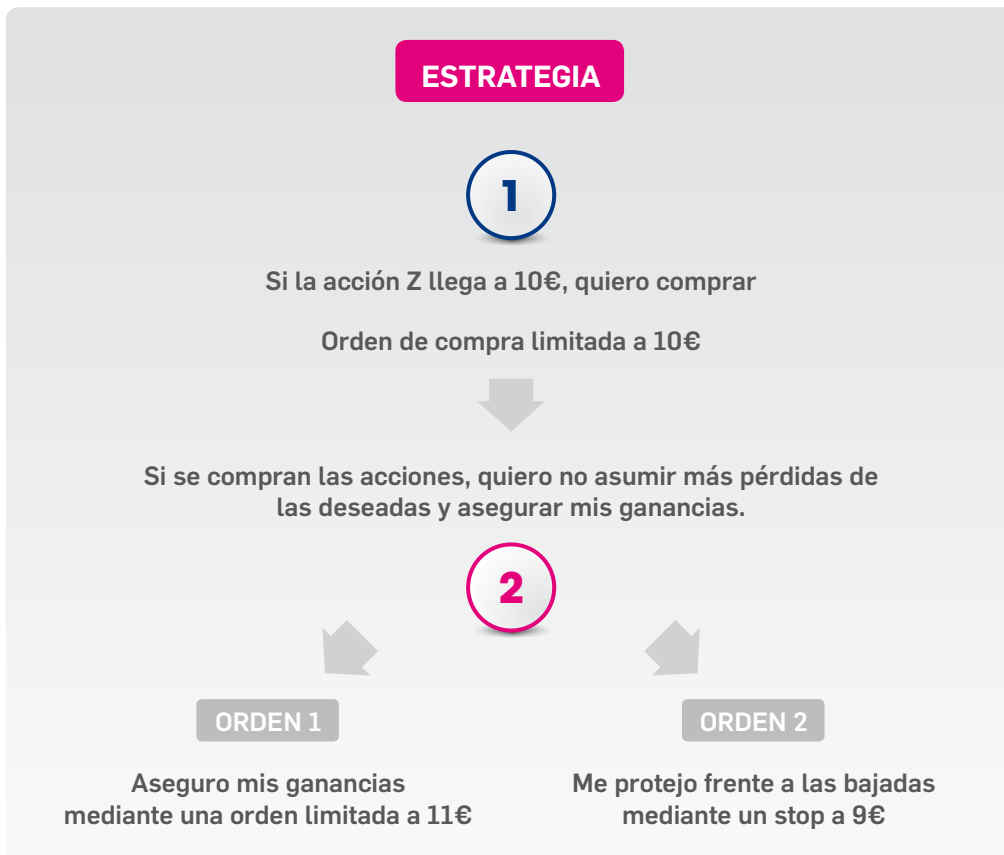 ESTRATEGIA
1
Si la acción Z llega a 10€, quiero comprar
Orden de compra limitada a 10€
Si se compran las acciones, quiero no asumir más pérdidas de
las deseadas y asegurar mis ganancias.
2
ORDEN 1
Aseguro mis ganancias
mediante una orden limitada a 11€
ORDEN 2
Me protejo frente a las bajadas
mediante un stop a 9€